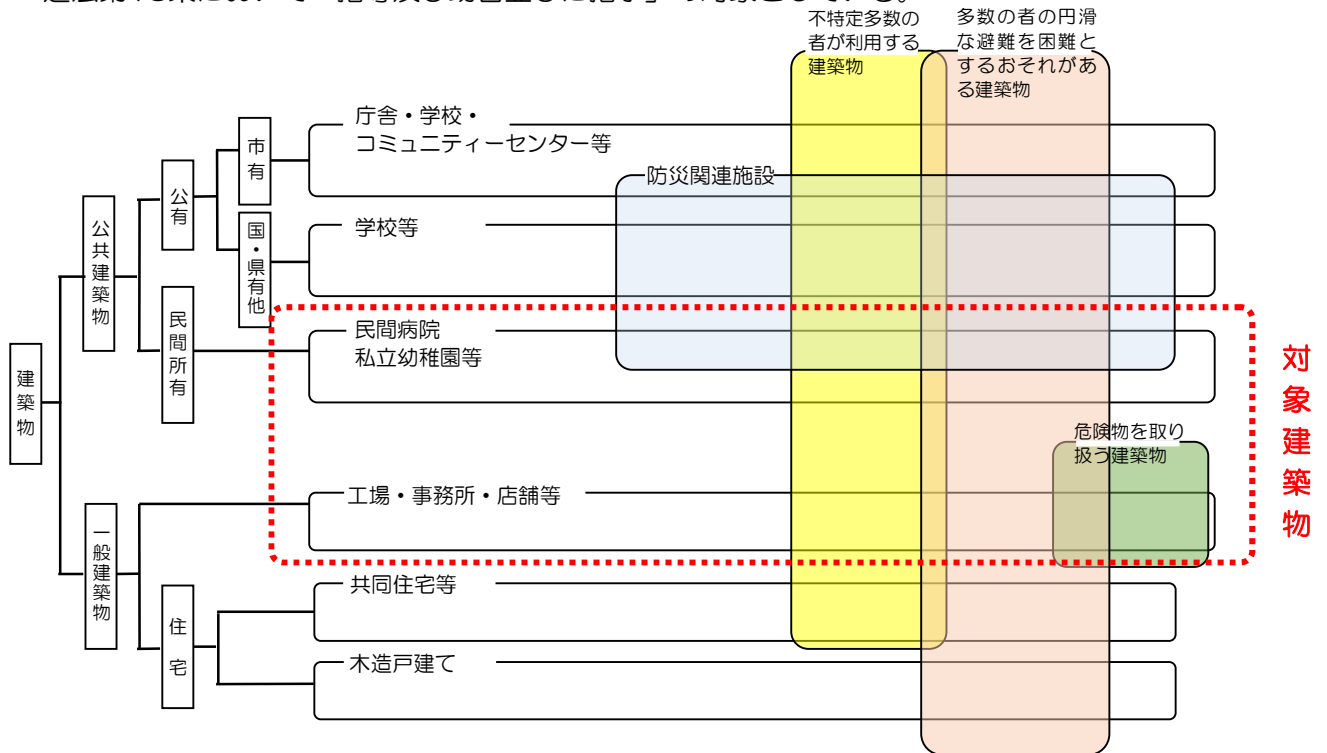 不特定多数の
者が利用する
建築物
多数の者の円滑
な避難を困難と
するおそれがあ
る建築物
庁舎・学校・
コミュニティーセンター等
市有
防災関連施設
公有
学校等
国・県有他
公共建築物
民間所有
民間病院
私立幼稚園等
対象建築物
建築物
危険物を取り
扱う建築物
工場・事務所・店舗等
一般建築物
共同住宅等
住宅
木造戸建て